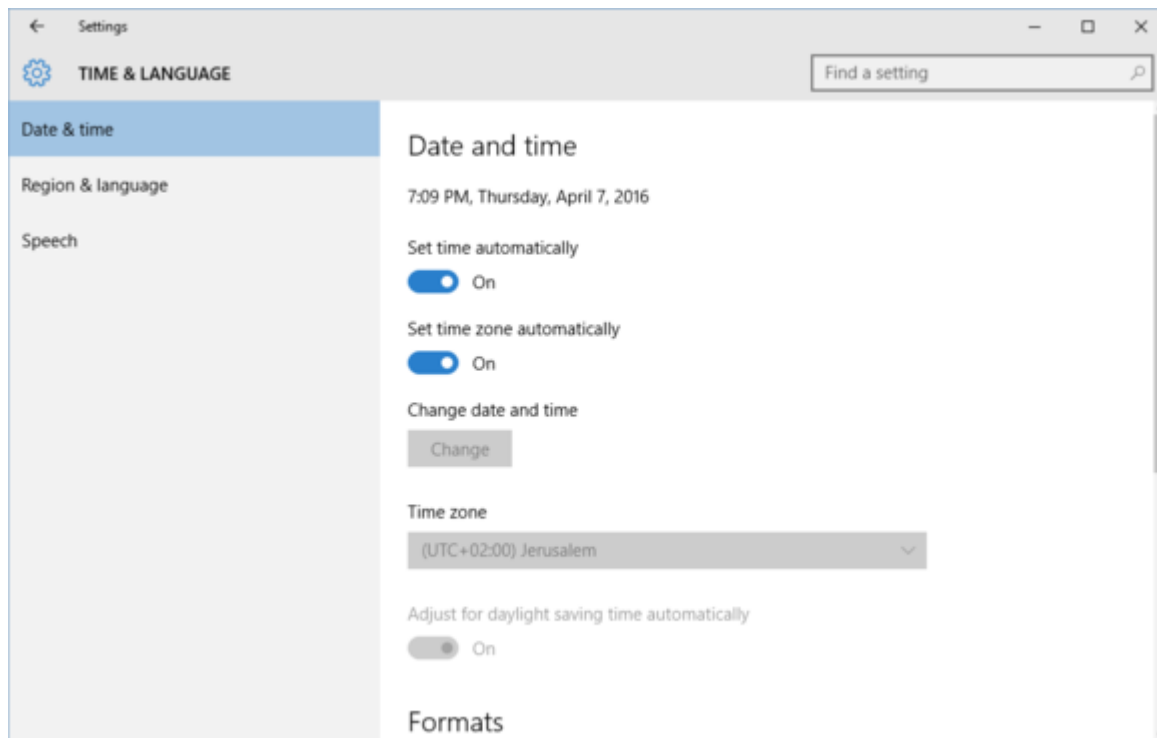 Settings
TIME & LANGUAGE
Find a setting
Date & time
Region & language
Speech
Date and time
7:09 PM, Thursday, April 7, 2016
Set time automatically
On
Set time zone automatically
On
Change date and time
Change
Time zone
(UTC+02:00) Jerusalem
Adjust for daylight saving time automatically
On
Formats